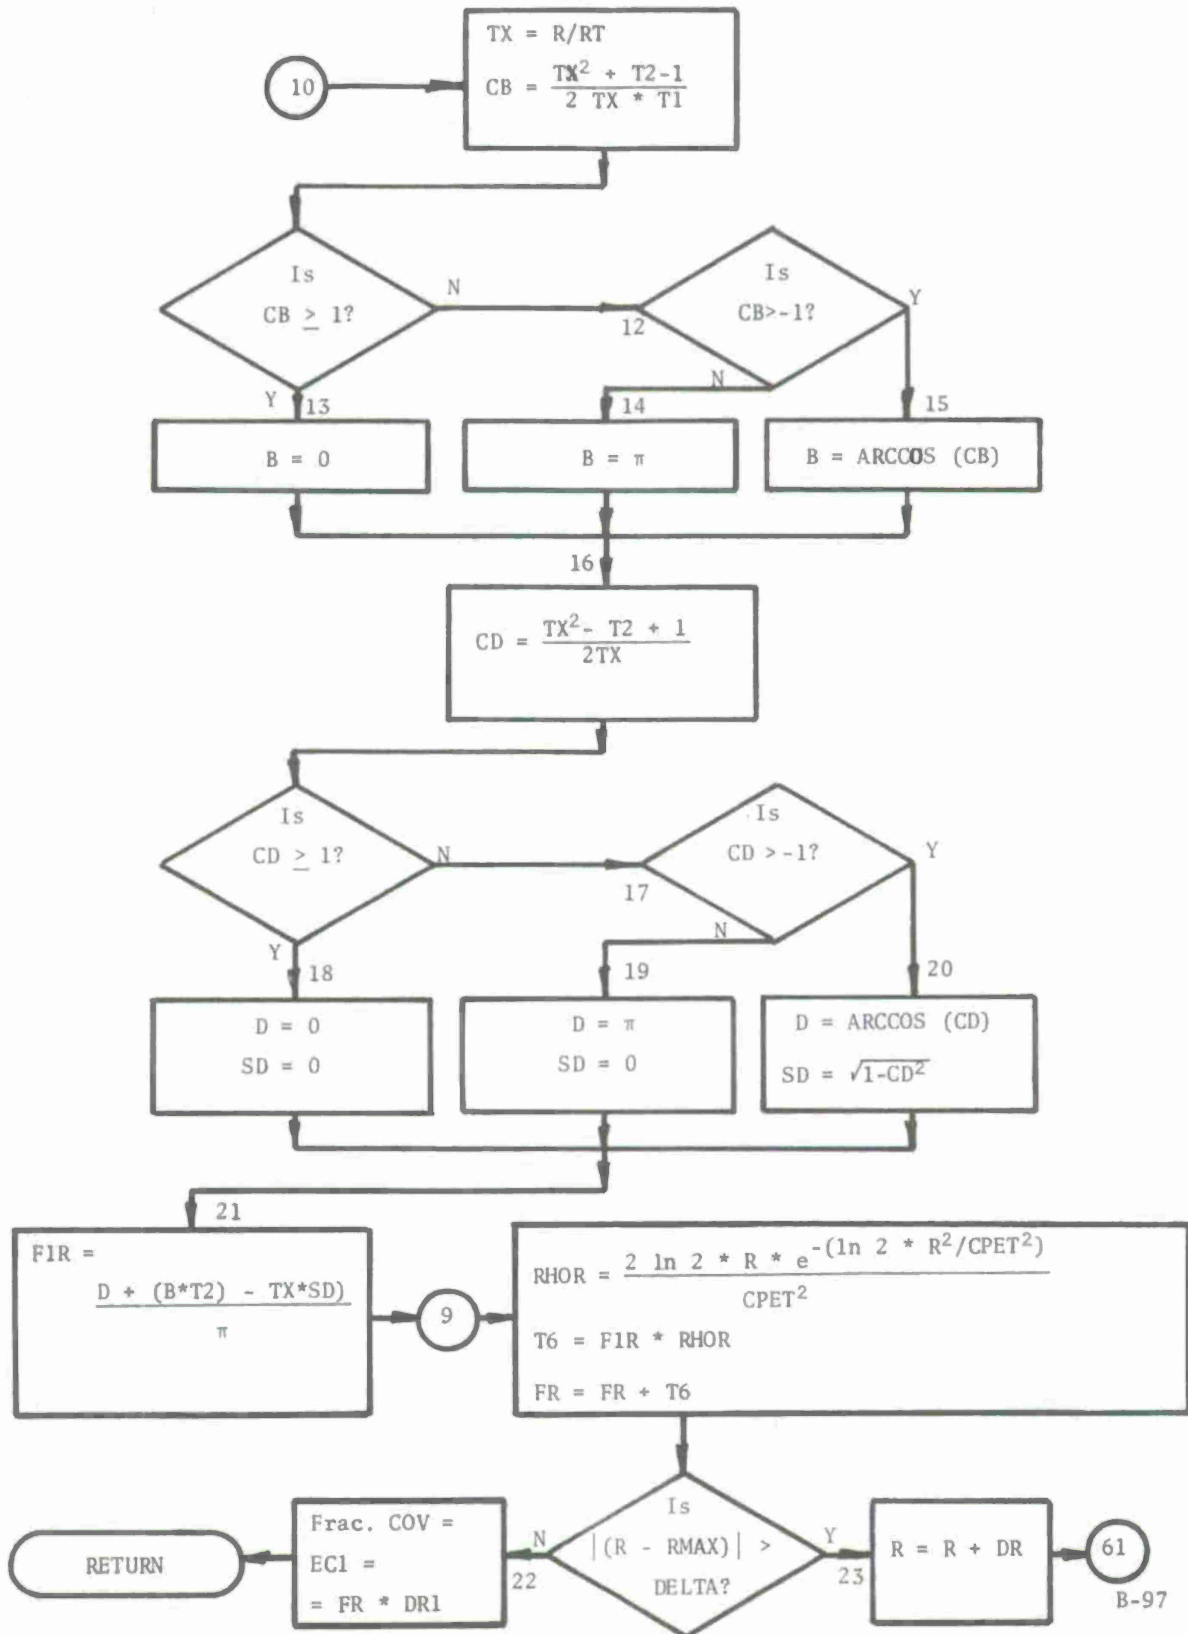 TX = R/RT
10
CB = TX² + T2-1 / 2 TX * T1
Is
CB ≥ 1?
N
12
Is
CB>-1?
Y
N
Y
13
14
15
B = 0
B = π
B = ARCCOS (CB)
16
CD = TX² - T2 + 1 / 2TX
Is
CD ≥ 1?
N
17
Is
CD >-1?
Y
N
Y
18
19
20
D = 0
SD = 0
D = π
SD = 0
D = ARCCOS (CD)
SD = √1-CD²
21
F1R =
D + (B*T2) - TX*SD) / π
9
RHOR = 2 ln 2 * R * e^-(ln 2 * R²/CPET²) / CPET²
T6 = F1R * RHOR
FR = FR + T6
Is
|(R - RMAX)| >
DELTA?
N
22
Y
23
Frac. COV =
EC1 =
= FR * DR1
RETURN
R = R + DR
61
B-97